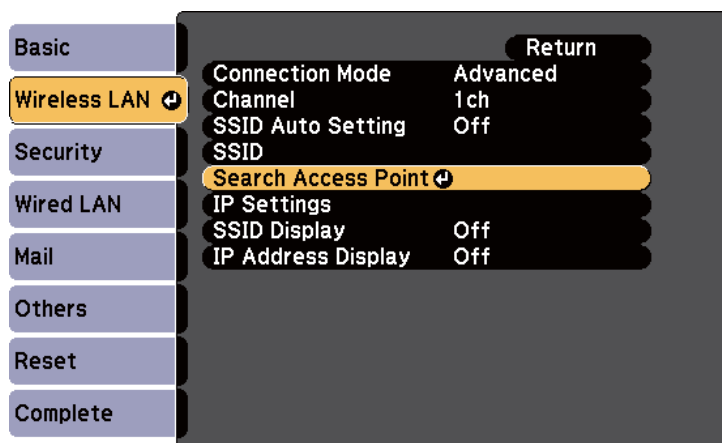 Basic
Wireless LAN
Security
Wired LAN
Mail
Others
Reset
Complete
Return
Connection Mode Advanced
Channel 1ch
SSID Auto Setting Off
SSID
Search Access Point
IP Settings
SSID Display Off
IP Address Display Off